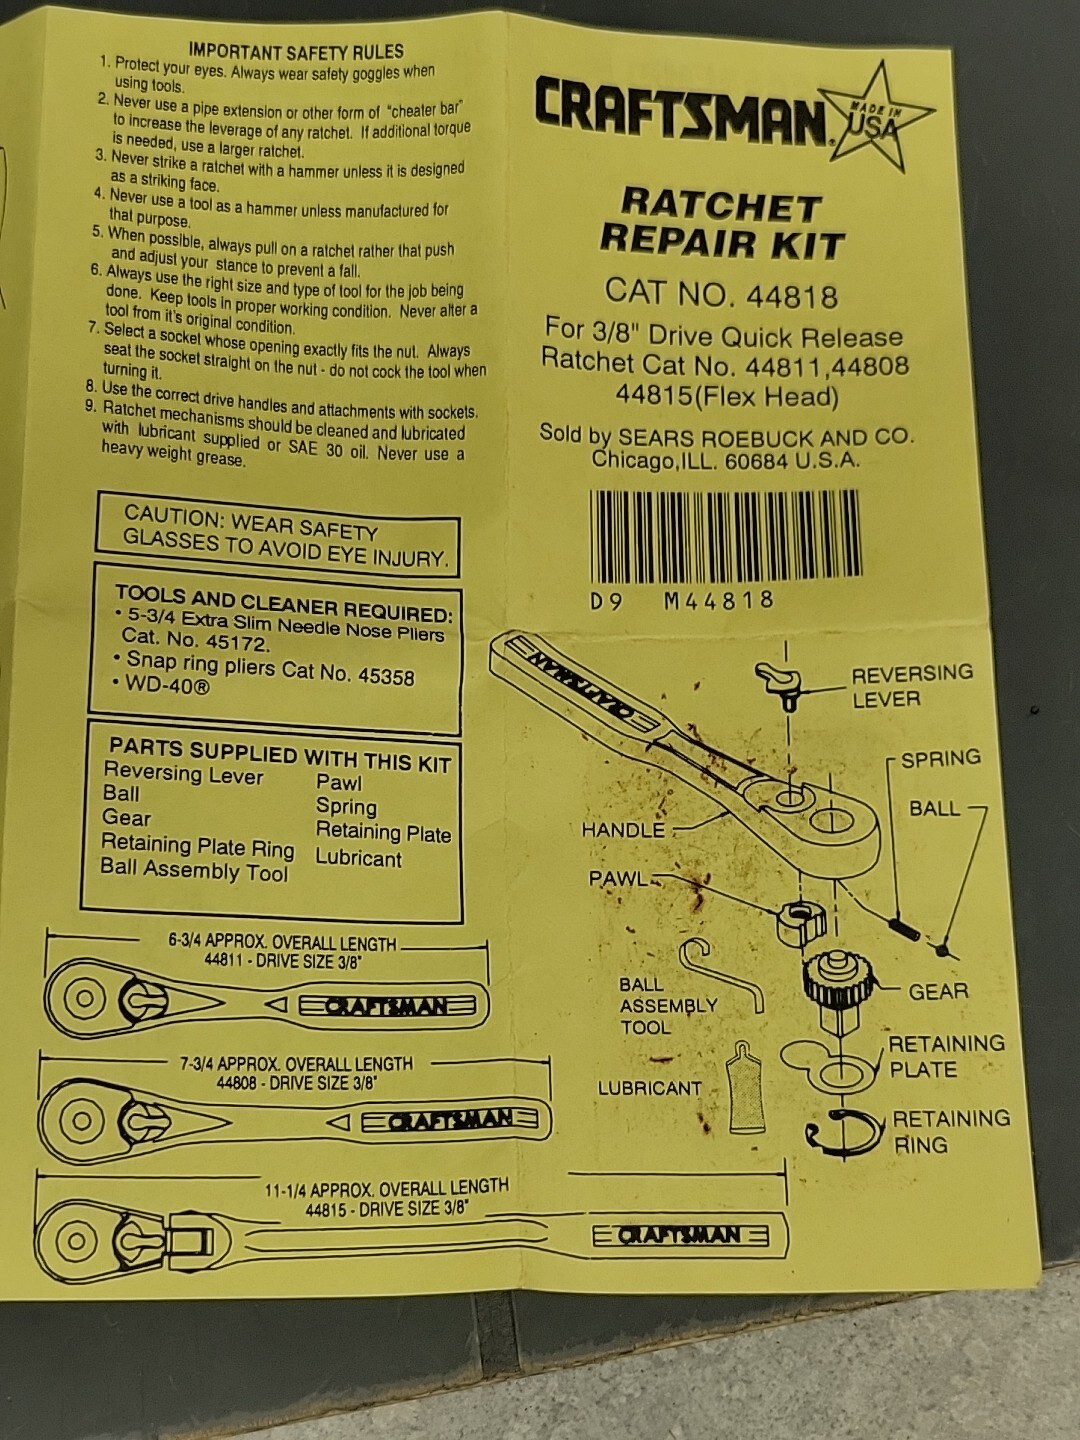 IMPORTANT SAFETY RULES
1. Protect your eyes. Always wear safety goggles when
using tools.
2. Never use a pipe extension or other form of "cheater bar"
to increase the leverage of any ratchet. If additional torque
is needed, use a larger ratchet.
3. Never strike a ratchet with a hammer unless it is designed
as a striking face.
4. Never use a tool as a hammer unless manufactured for
that purpose.
5. When possible, always pull on a ratchet rather that push
and adjust your stance to prevent a fall.
6. Always use the right size and type of tool for the job being
done. Keep tools in proper working condition. Never alter a
tool from it's original condition.
7. Select a socket whose opening exactly fits the nut. Always
seat the socket straight on the nut - do not cock the tool when
turning it.
8. Use the correct drive handles and attachments with sockets.
9. Ratchet mechanisms should be cleaned and lubricated
with lubricant supplied or SAE 30 oil. Never use a
heavy weight grease.
CAUTION: WEAR SAFETY
GLASSES TO AVOID EYE INJURY.
TOOLS AND CLEANER REQUIRED:
• 5-3/4 Extra Slim Needle Nose Pliers
Cat. No. 45172.
• Snap ring pliers Cat No. 45358
• WD-40®
PARTS SUPPLIED WITH THIS KIT
Reversing Lever Pawl
Ball Spring
Gear Retaining Plate
Retaining Plate Ring Lubricant
Ball Assembly Tool
6-3/4 APPROX. OVERALL LENGTH
44811 - DRIVE SIZE 3/8"
CRAFTSMAN
7-3/4 APPROX. OVERALL LENGTH
44808 - DRIVE SIZE 3/8"
CRAFTSMAN
11-1/4 APPROX. OVERALL LENGTH
44815 - DRIVE SIZE 3/8"
CRAFTSMAN
CRAFTSMAN®
MADE IN
USA
RATCHET
REPAIR KIT
CAT NO. 44818
For 3/8" Drive Quick Release
Ratchet Cat No. 44811,44808
44815(Flex Head)
Sold by SEARS ROEBUCK AND CO.
Chicago,ILL. 60684 U.S.A.
D9 M44818
CRAFTSMAN
REVERSING
LEVER
SPRING
BALL
HANDLE
PAWL
GEAR
BALL
ASSEMBLY
TOOL
RETAINING
PLATE
LUBRICANT
RETAINING
RING